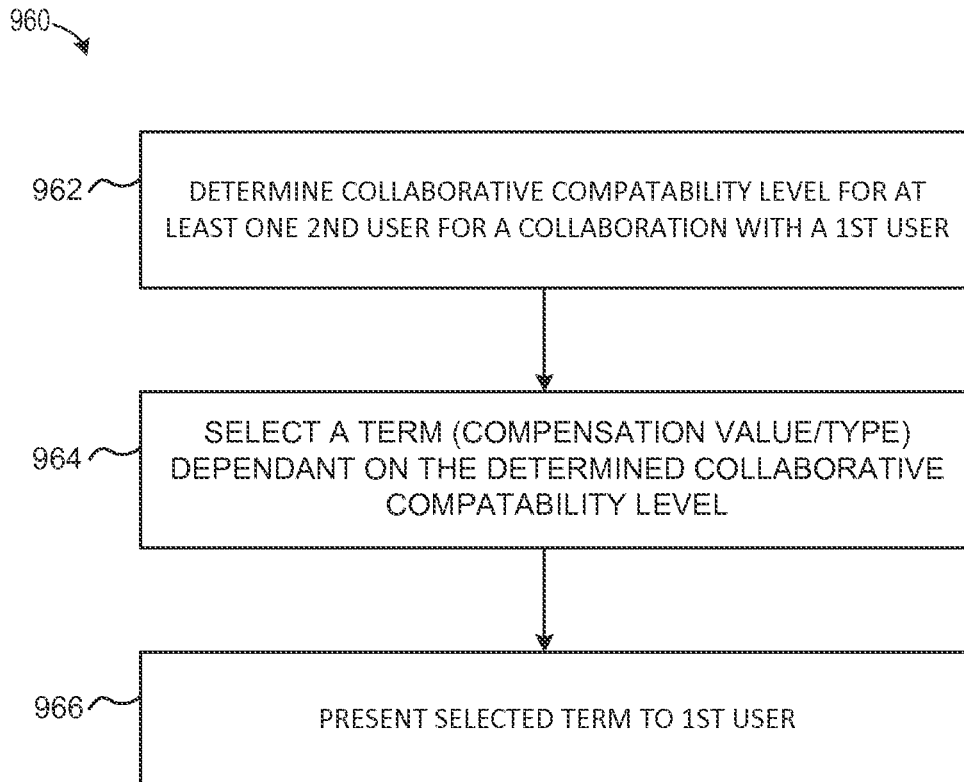 960
962
DETERMINE COLLABORATIVE COMPATABILITY LEVEL FOR AT
LEAST ONE 2ND USER FOR A COLLABORATION WITH A 1ST USER
964
SELECT A TERM (COMPENSATION VALUE/TYPE)
DEPENDANT ON THE DETERMINED COLLABORATIVE
COMPATABILITY LEVEL
966
PRESENT SELECTED TERM TO 1ST USER